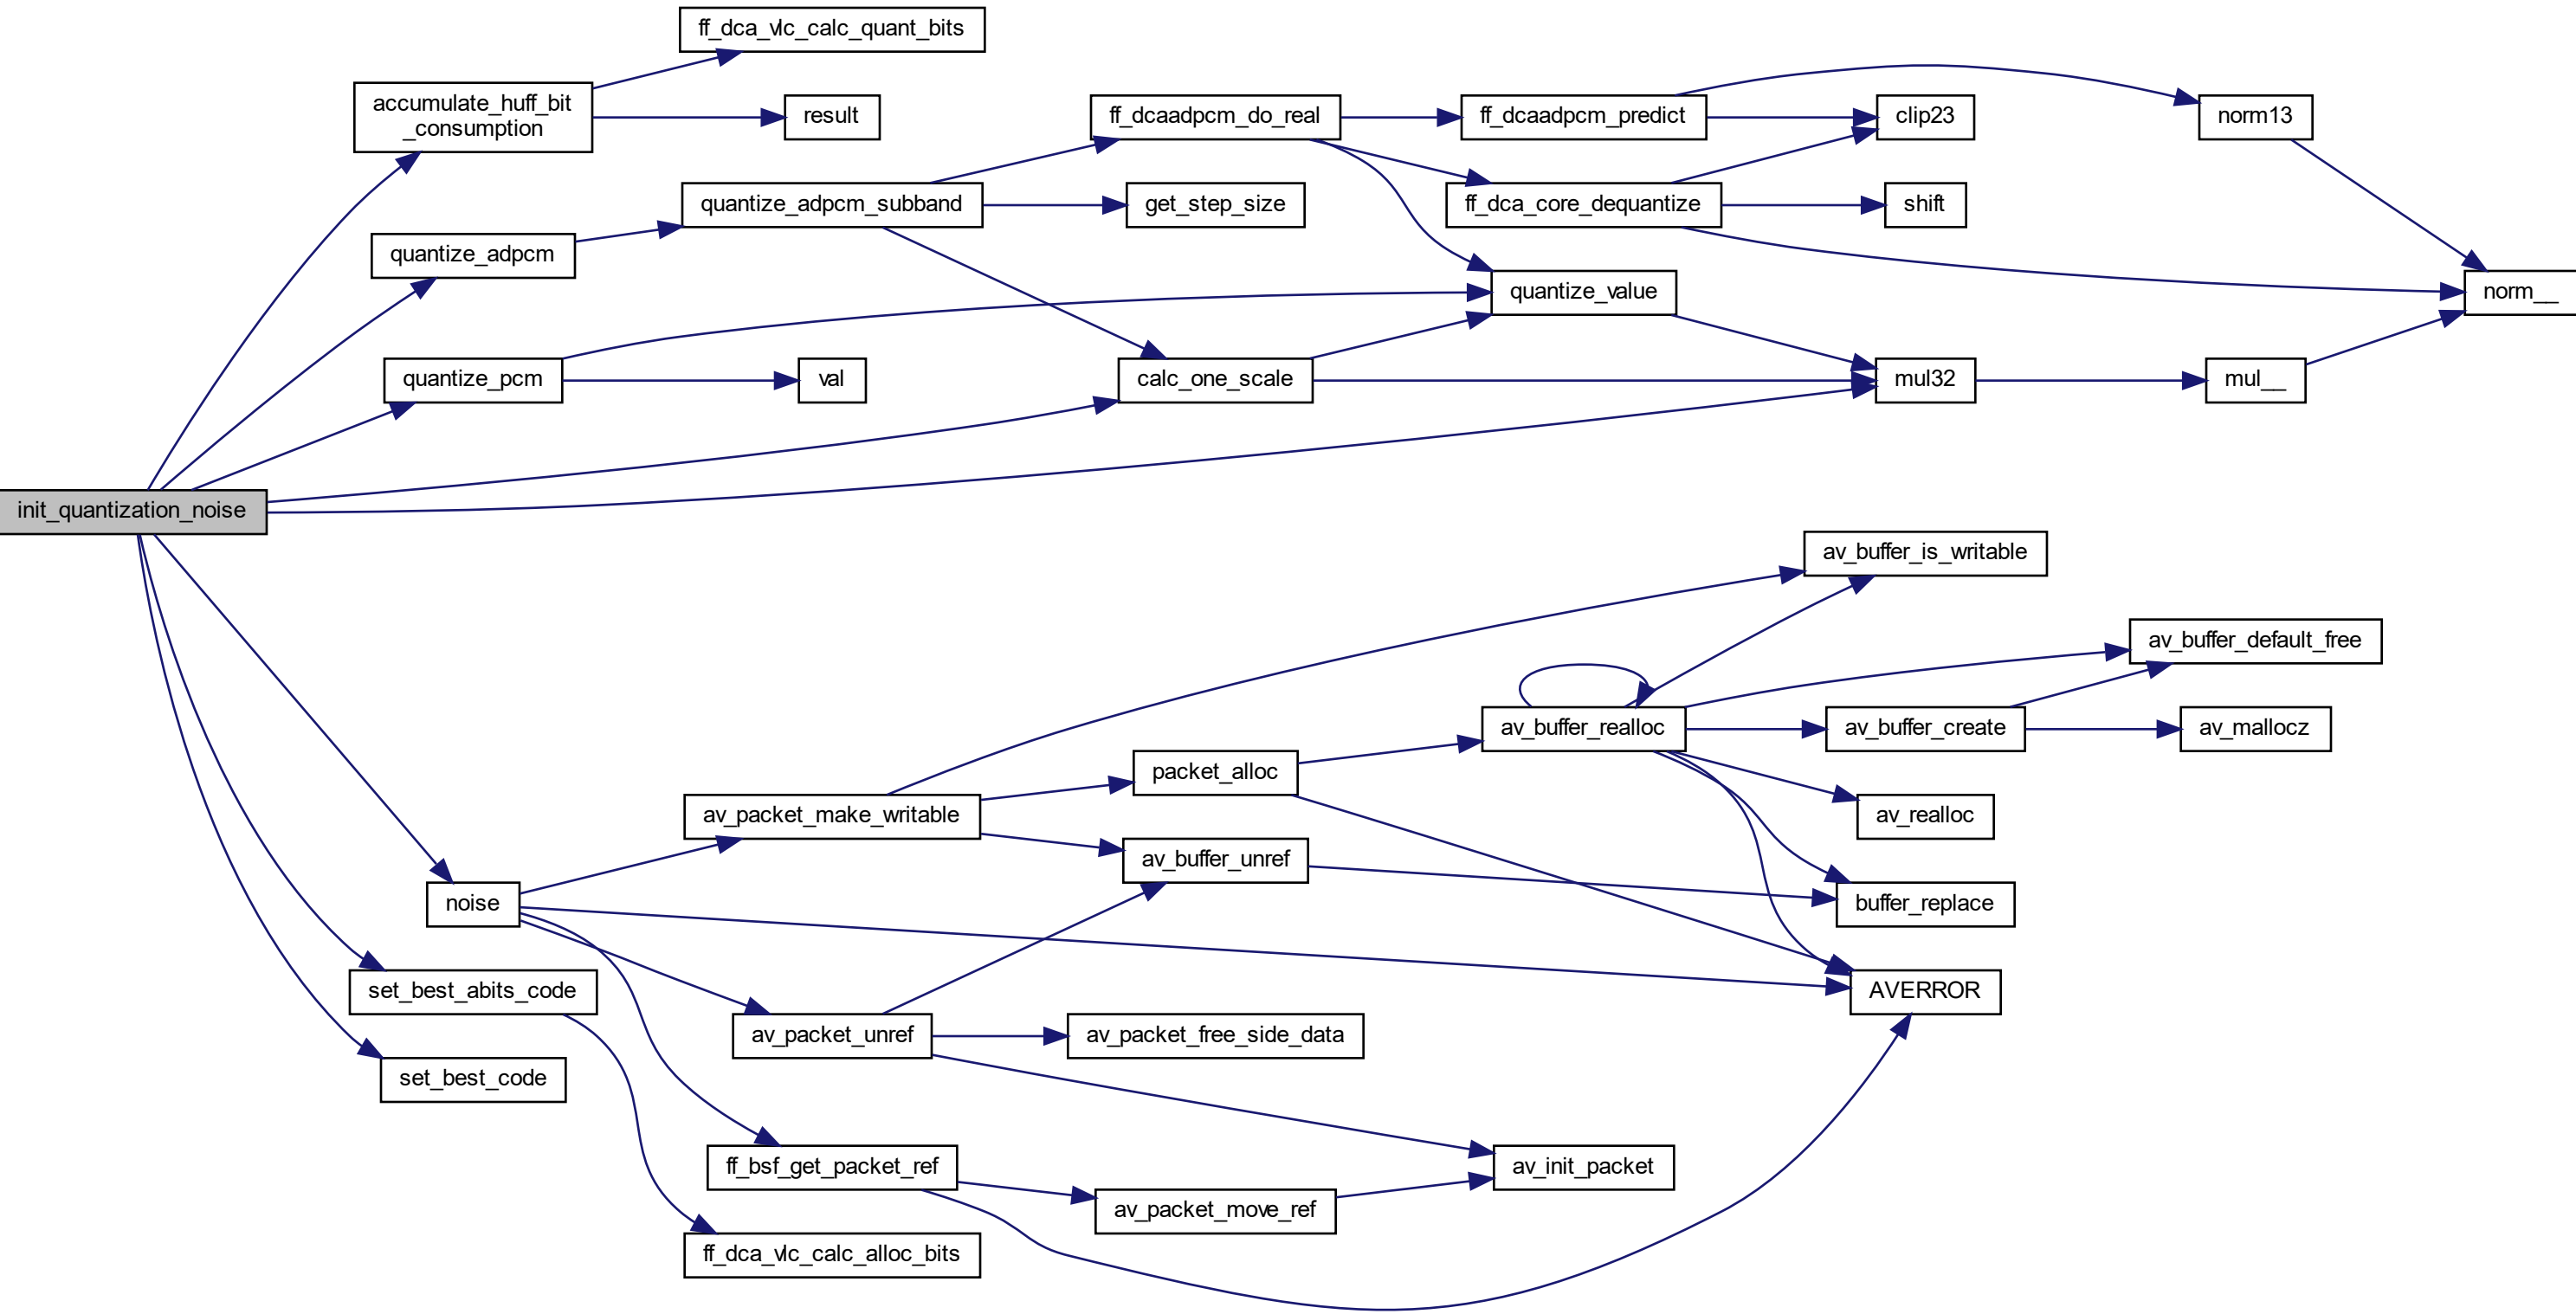 ff_dca_vlc_calc_quant_bits
accumulate_huff_bit
_consumption
result
ff_dcaadpcm_do_real
ff_dcaadpcm_predict
clip23
norm13
quantize_adpcm_subband
get_step_size
ff_dca_core_dequantize
shift
quantize_adpcm
quantize_value
norm__
quantize_pcm
val
calc_one_scale
mul32
mul__
init_quantization_noise
av_buffer_is_writable
av_buffer_default_free
av_buffer_realloc
av_buffer_create
av_mallocz
packet_alloc
av_packet_make_writable
av_realloc
av_buffer_unref
noise
buffer_replace
set_best_abits_code
AVERROR
av_packet_unref
av_packet_free_side_data
set_best_code
ff_bsf_get_packet_ref
av_init_packet
av_packet_move_ref
ff_dca_vlc_calc_alloc_bits